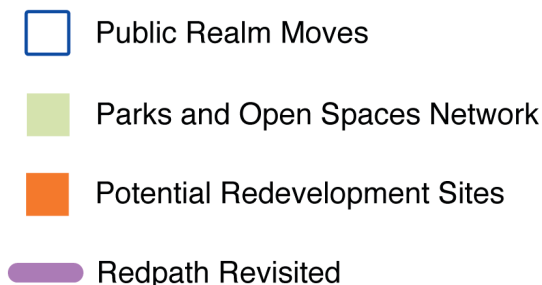 Public Realm Moves
Parks and Open Spaces Network
Potential Redevelopment Sites
Redpath Revisited